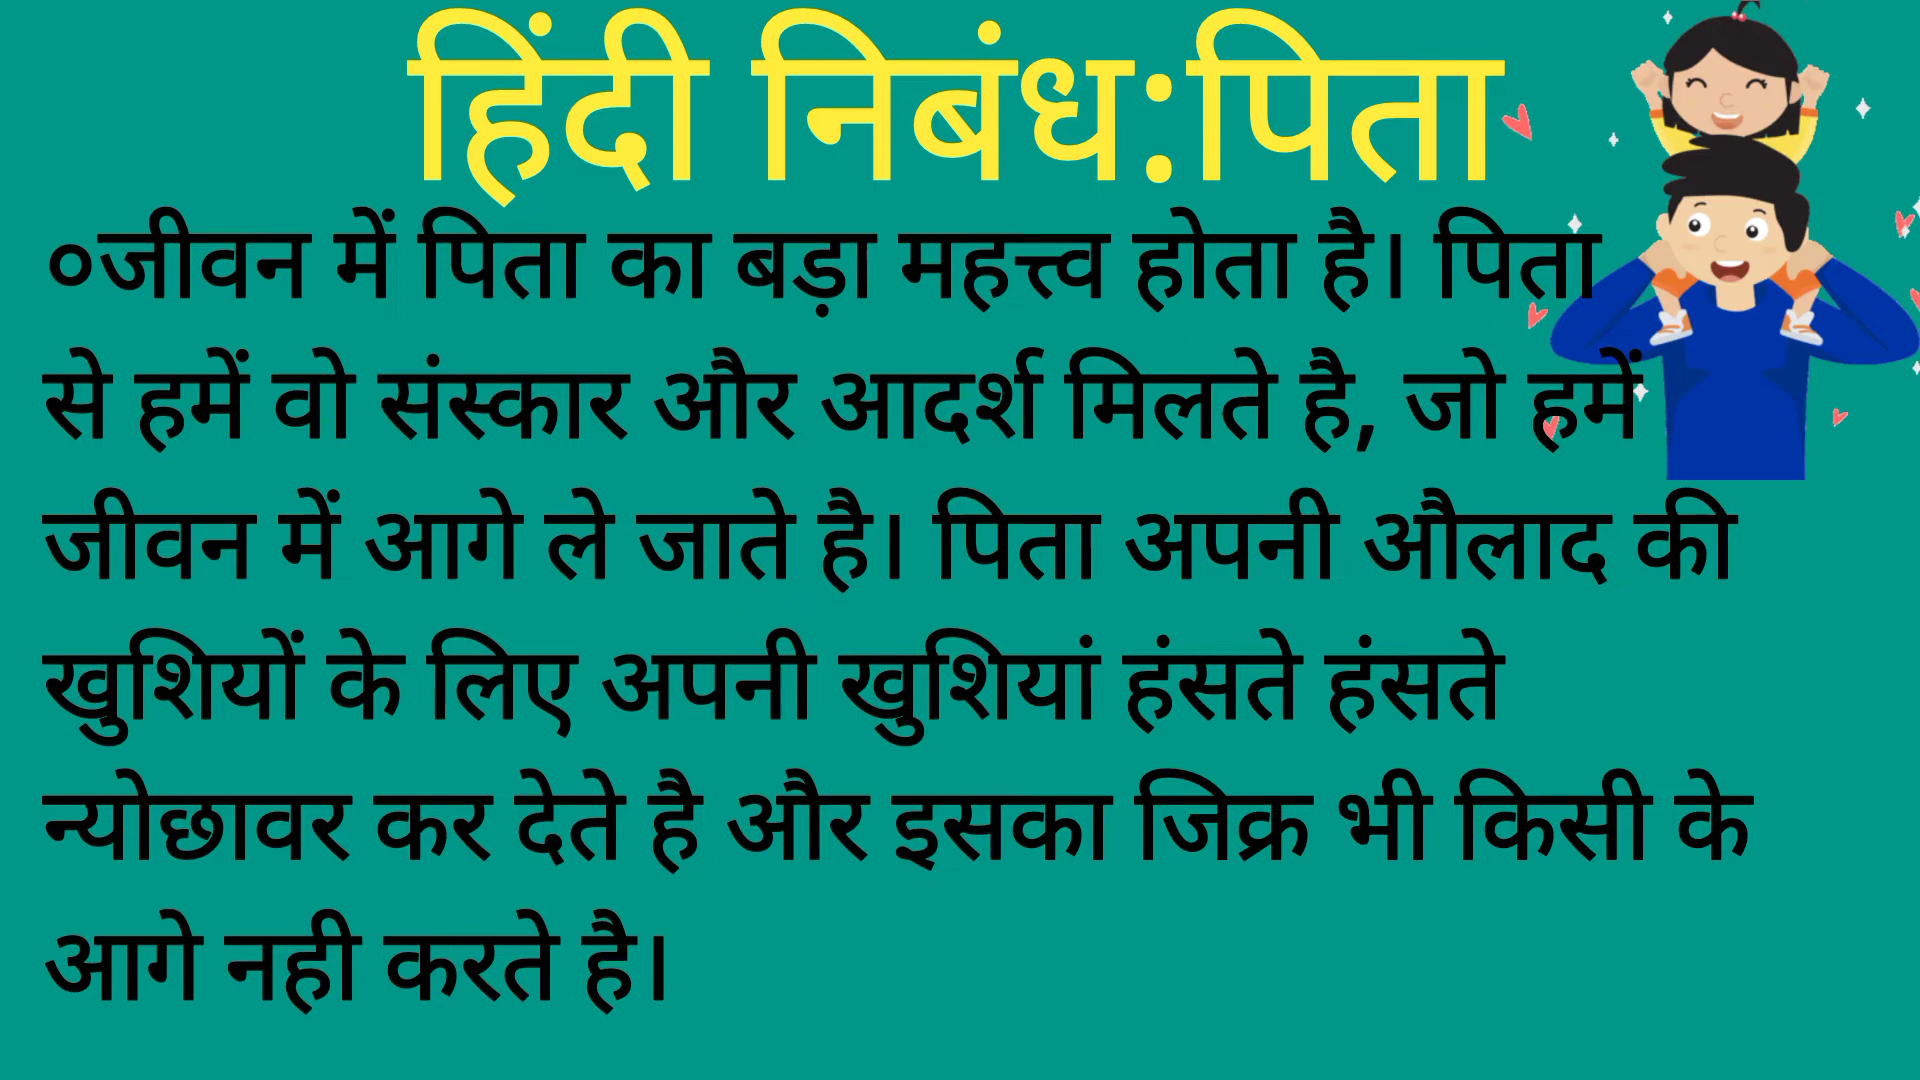 हिंदी निबंध:पिता
०जीवन में पिता का बड़ा महत्त्व होता है। पिता
से हमें वो संस्कार और आदर्श मिलते है, जो हमें
जीवन में आगे ले जाते है। पिता अपनी औलाद की
खुशियों के लिए अपनी खुशियां हंसते हंसते
न्योछावर कर देते है और इसका जिक्र भी किसी के
आगे नही करते है।